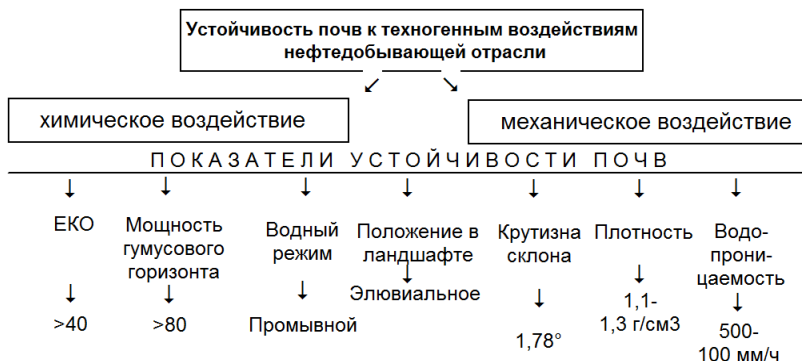 Устойчивость почв к техногенным воздействиям
нефтедобывающей отрасли
химическое воздействие
механическое воздействие
ПОКАЗАТЕЛИ УСТОЙЧИВОСТИ ПОЧВ
ЕКО
Мощность
гумусового
горизонта
Водный
режим
Положение в
ландшафте
Крутизна
склона
Плотность
Водо-
прони-
цаемость
>40
>80
Промывной
Элювиальное
1,78°
1,1-
1,3 г/см3
500-
100 мм/ч